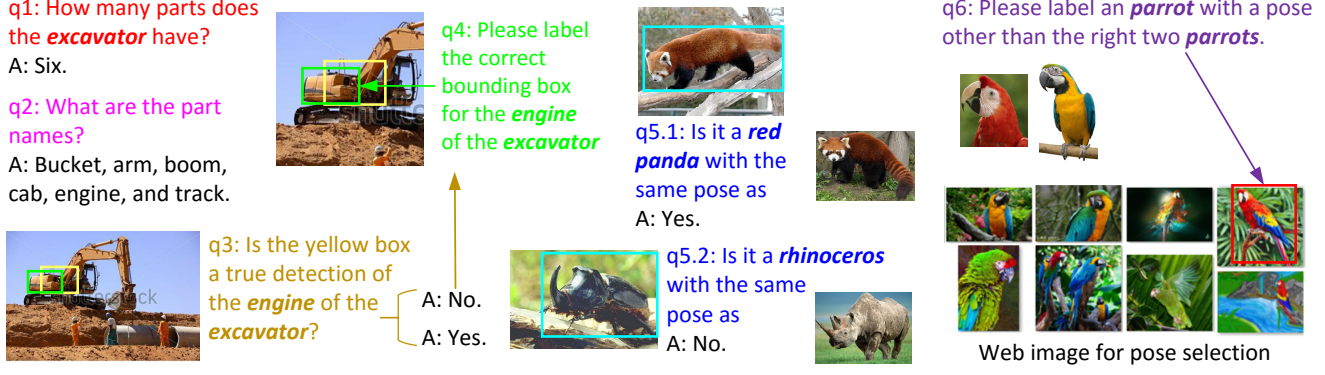 q1: How many parts does
the excavator have?
A: Six.
q2: What are the part
names?
A: Bucket, arm, boom,
cab, engine, and track.
q3: Is the yellow box
a true detection of
the engine of the
excavator?
A: No.
A: Yes.
q4: Please label
the correct
bounding box
for the engine
of the excavator
q5.1: Is it a red
panda with the
same pose as
A: Yes.
q5.2: Is it a rhinoceros
with the same
pose as
A: No.
q6: Please label an parrot with a pose
other than the right two parrots.
Web image for pose selection